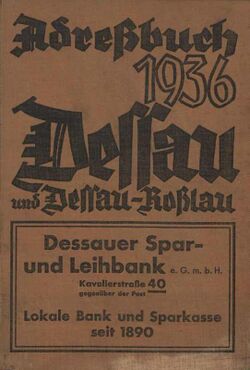 Adreßbuch
1936
Dessau
und Dessau-Roßlau
Dessauer Spar-
und Leihbank e. G. m. b. H.
Kavalierstraße 40
gegenüber der Post
Lokale Bank und Sparkasse
seit 1890